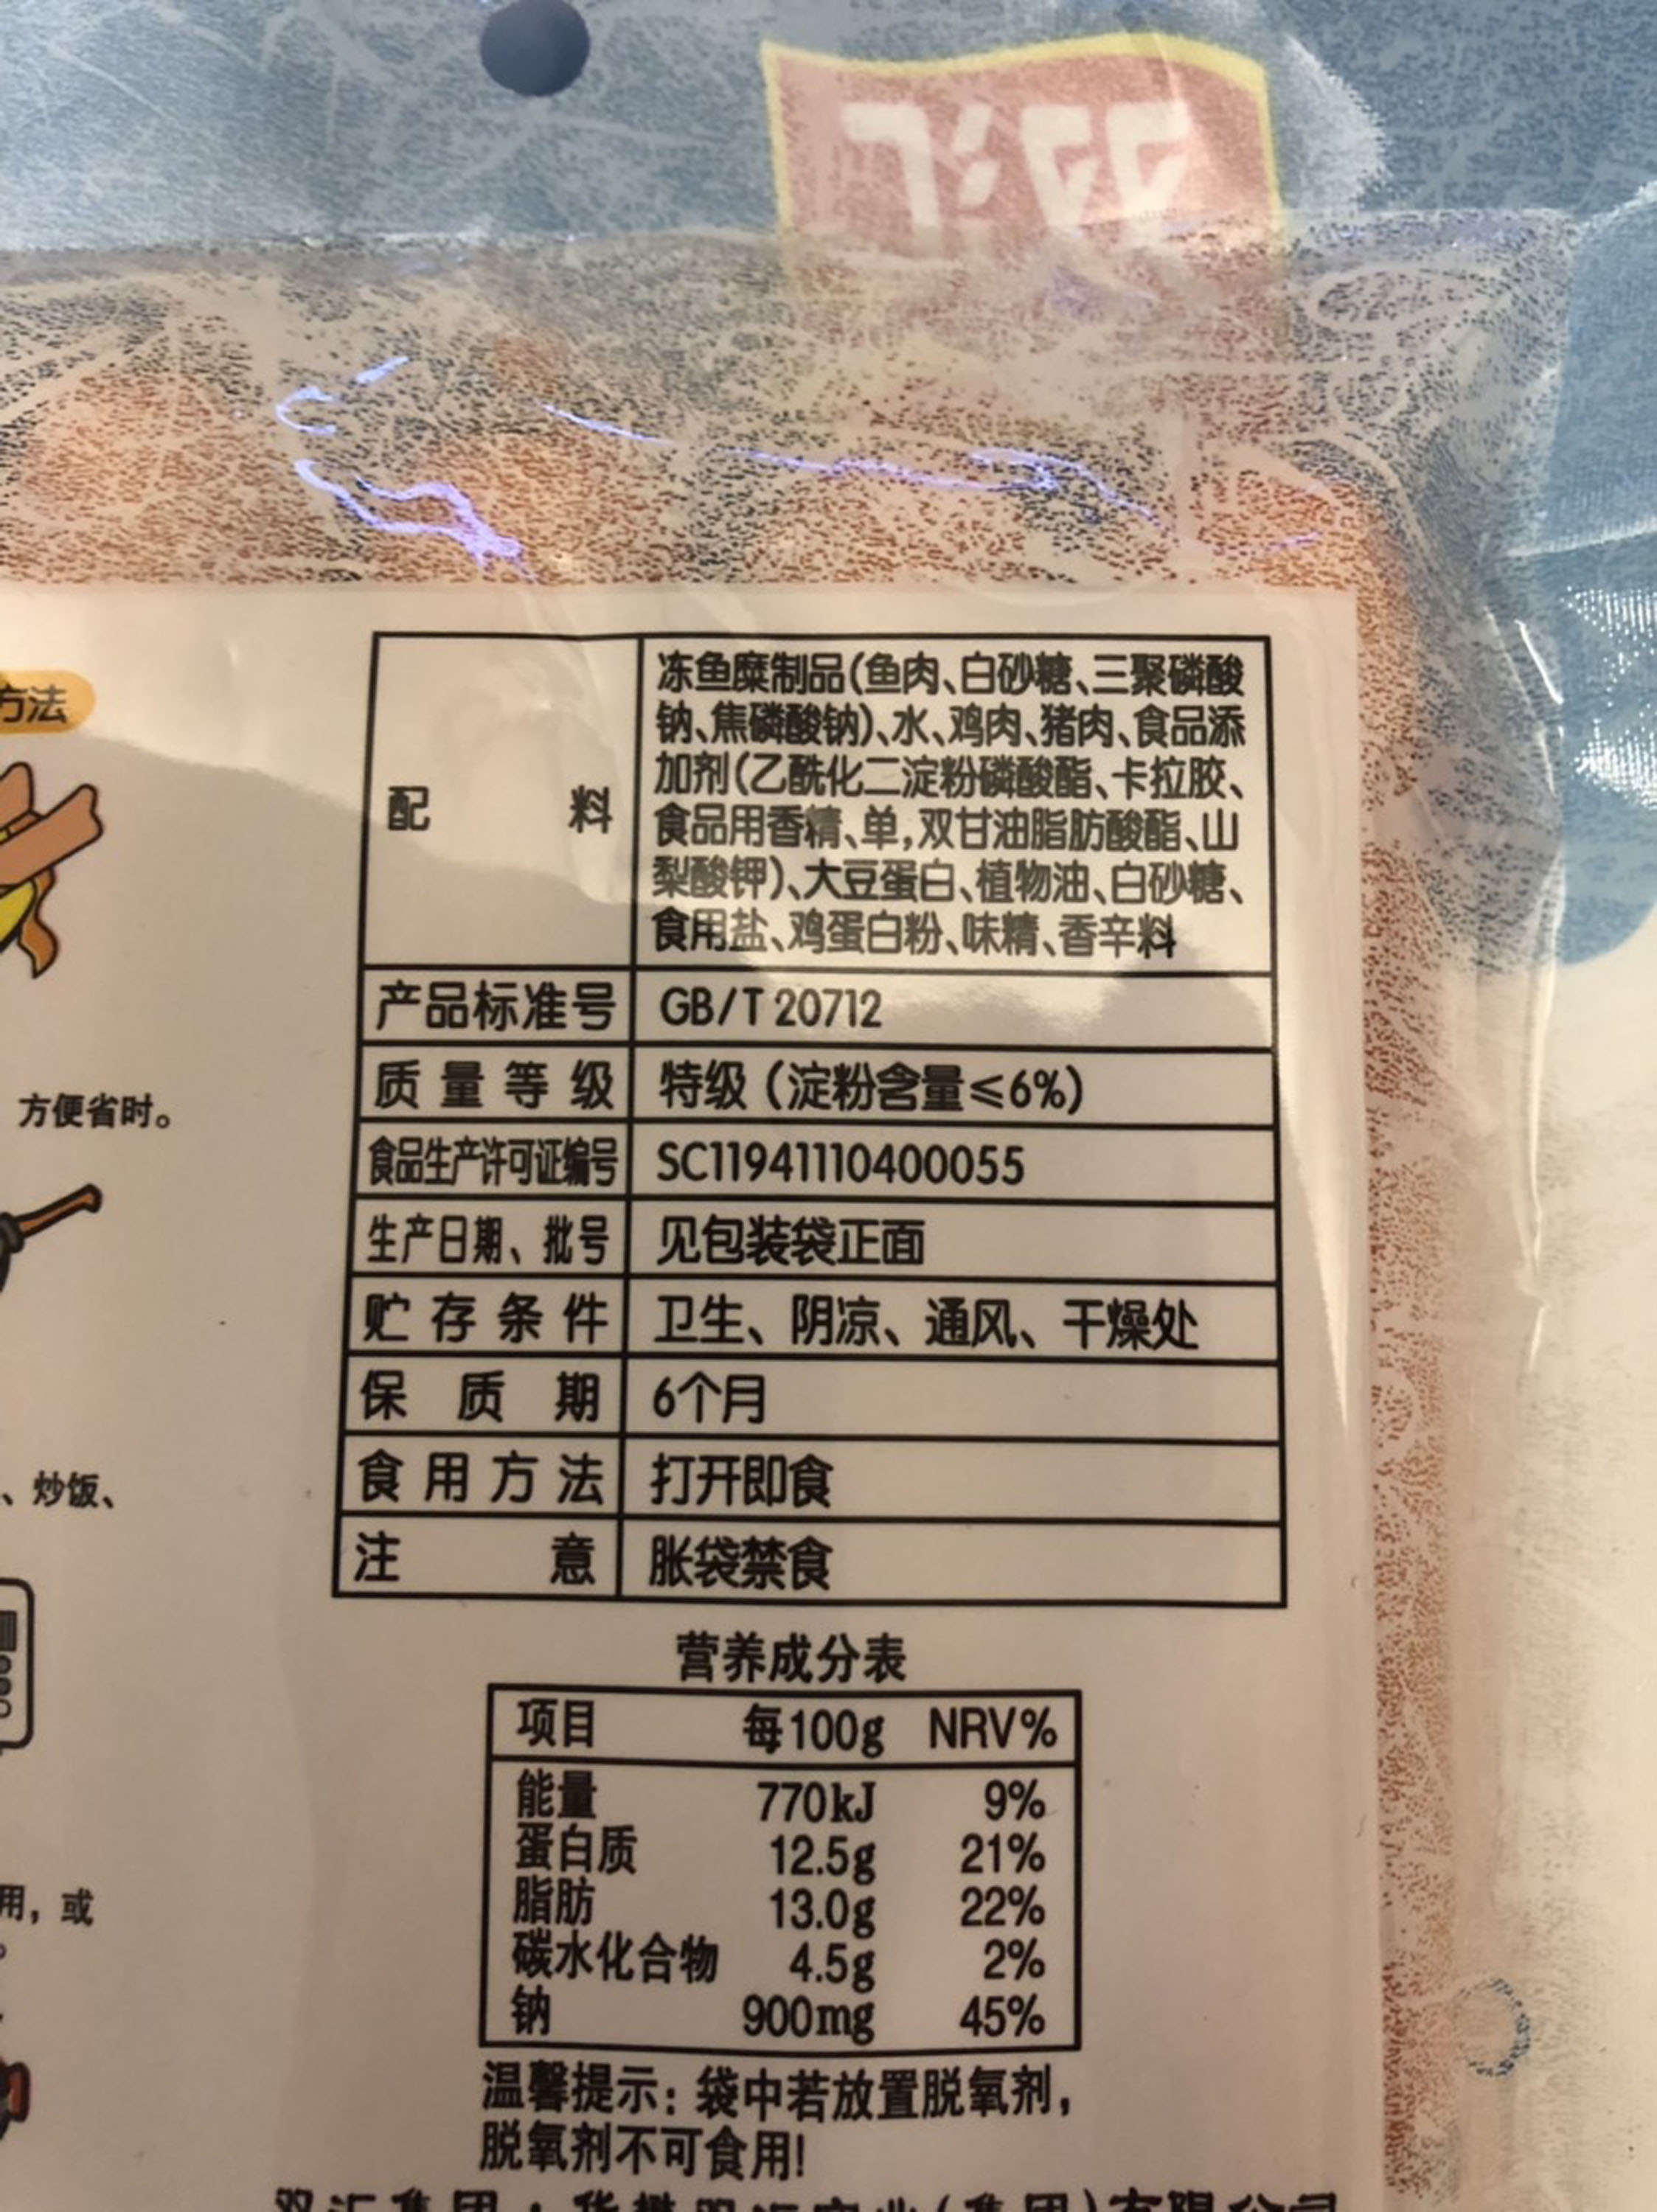 双汇
方法
方便省时。
、炒饭、
用，或
配 料
冻鱼糜制品(鱼肉、白砂糖、三聚磷酸
钠、焦磷酸钠)、水、鸡肉、猪肉、食品添
加剂(乙酰化二淀粉磷酸酯、卡拉胶、
食品用香精、单,双甘油脂肪酸酯、山
梨酸钾)、大豆蛋白、植物油、白砂糖、
食用盐、鸡蛋白粉、味精、香辛料
产品标准号 GB/T 20712
质量等级 特级（淀粉含量≤6%）
食品生产许可证编号 SC11941110400055
生产日期、批号 见包装袋正面
贮存条件 卫生、阴凉、通风、干燥处
保质期 6个月
食用方法 打开即食
注意 胀袋禁食
营养成分表
项目 每100g NRV%
能量 770kJ 9%
蛋白质 12.5g 21%
脂肪 13.0g 22%
碳水化合物 4.5g 2%
钠 900mg 45%
温馨提示：袋中若放置脱氧剂，
脱氧剂不可食用！